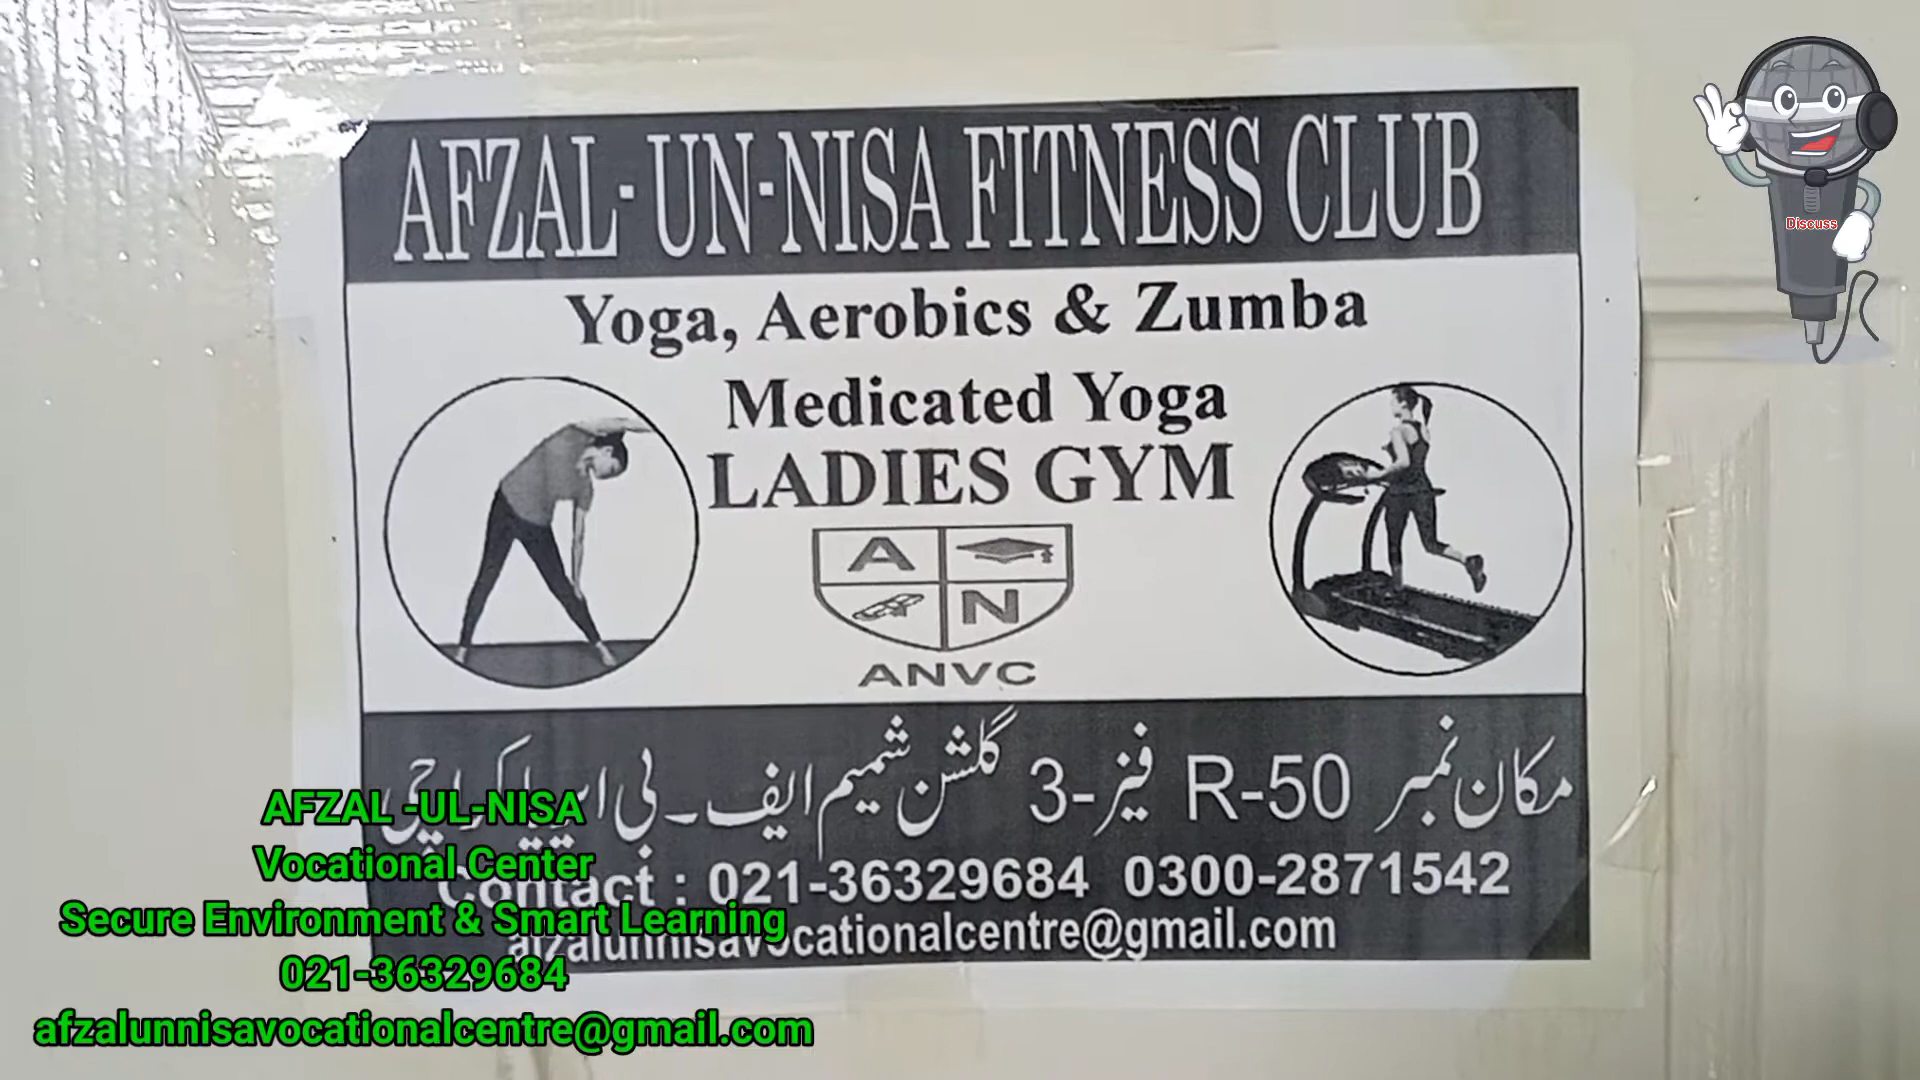 AFZAL-UN-NISA FITNESS CLUB
Yoga, Aerobics & Zumba
Medicated Yoga
LADIES GYM
A
N
ANVC
مکان نمبر R-50 فیز-3 گلشن شمیم ایف۔بی ایریا کراچی
Contact : 021-36329684 0300-2871542
afzalunnisavocationalcentre@gmail.com
AFZAL -UL-NISA
Vocational Center
Secure Environment & Smart Learning
021-36329684
afzalunnisavocationalcentre@gmail.com
Discuss